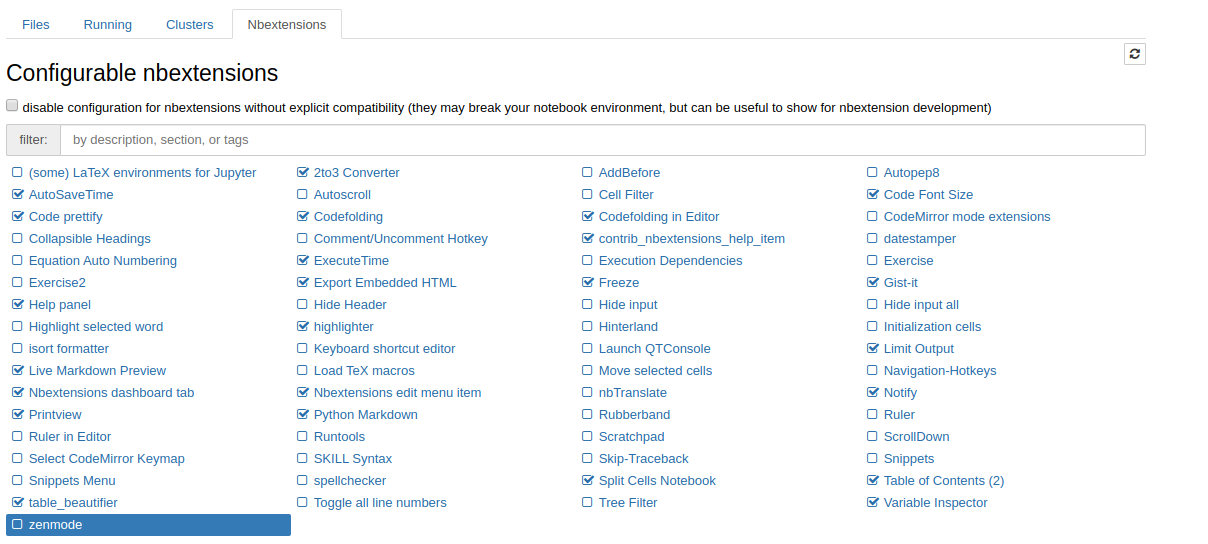 Files Running Clusters Nbextensions
Configurable nbextensions
disable configuration for nbextensions without explicit compatibility (they may break your notebook environment, but can be useful to show for nbextension development)
filter: by description, section, or tags
(some) LaTeX environments for Jupyter 2to3 Converter AddBefore Autopep8
AutoSaveTime Autoscroll Cell Filter Code Font Size
Code prettify Codefolding Codefolding in Editor CodeMirror mode extensions
Collapsible Headings Comment/Uncomment Hotkey contrib_nbextensions_help_item datestamper
Equation Auto Numbering ExecuteTime Execution Dependencies Exercise
Exercise2 Export Embedded HTML Freeze Gist-it
Help panel Hide Header Hide input Hide input all
Highlight selected word highlighter Hinterland Initialization cells
isort formatter Keyboard shortcut editor Launch QTConsole Limit Output
Live Markdown Preview Load TeX macros Move selected cells Navigation-Hotkeys
Nbextensions dashboard tab Nbextensions edit menu item nbTranslate Notify
Printview Python Markdown Rubberband Ruler
Ruler in Editor Runtools Scratchpad ScrollDown
Select CodeMirror Keymap SKILL Syntax Skip-Traceback Snippets
Snippets Menu spellchecker Split Cells Notebook Table of Contents (2)
table_beautifier Toggle all line numbers Tree Filter Variable Inspector
zenmode